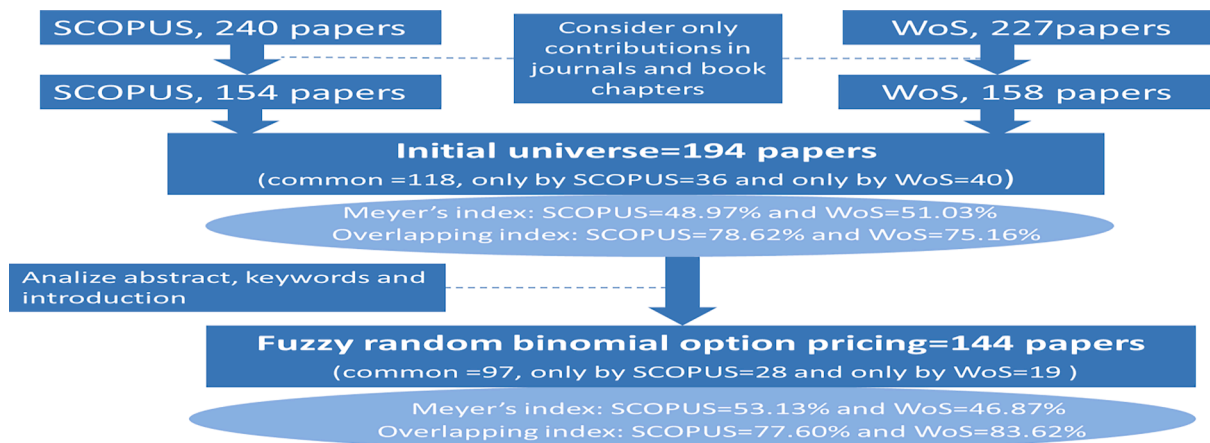 SCOPUS, 240 papers
Consider only
contributions in
journals and book
chapters
WoS, 227papers
SCOPUS, 154 papers
WoS, 158 papers
Initial universe=194 papers
(common =118, only by SCOPUS=36 and only by WoS=40)
Meyer's index: SCOPUS=48.97% and WoS=51.03%
Overlapping index: SCOPUS=78.62% and WoS=75.16%
Analize abstract, keywords and
introduction
Fuzzy random binomial option pricing=144 papers
(common =97, only by SCOPUS=28 and only by WoS=19 )
Meyer's index: SCOPUS=53.13% and WoS=46.87%
Overlapping index: SCOPUS=77.60% and WoS=83.62%